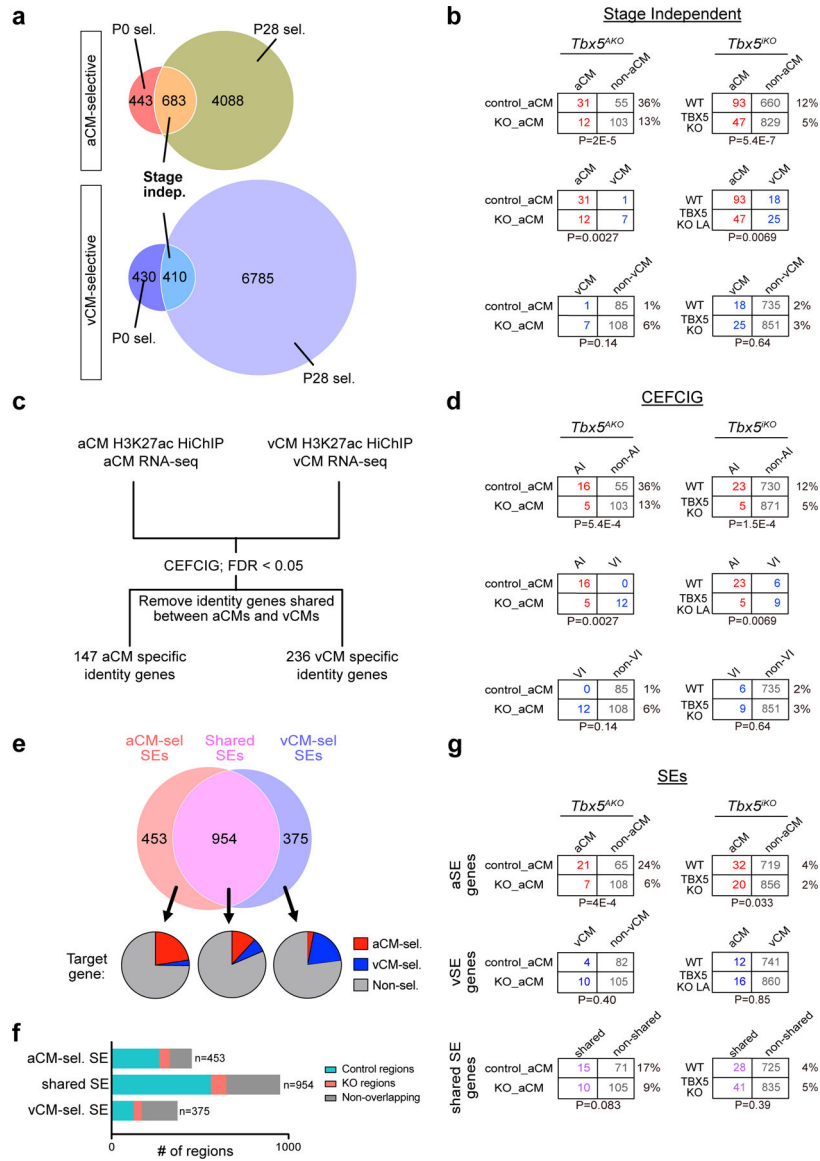 a
P0 sel.
P28 sel.
443
683
4088
aCM-selective
Stage
indep.
vCM-selective
430
410
6785
P0 sel.
P28 sel.
b
Stage Independent
Tbx5AKO
Tbx5iKO
aCM non-aCM
control_aCM 31 55 36%
KO_aCM 12 103 13%
P=2E-5
aCM non-aCM
WT 93 660 12%
TBX5
KO 47 829 5%
P=5.4E-7
aCM vCM
control_aCM 31 1
KO_aCM 12 7
P=0.0027
aCM vCM
WT 93 18
TBX5
KO LA 47 25
P=0.0069
vCM non-vCM
control_aCM 1 85 1%
KO_aCM 7 108 6%
P=0.14
vCM non-vCM
WT 18 735 2%
TBX5
KO 25 851 3%
P=0.64
c
aCM H3K27ac HiChIP
aCM RNA-seq
vCM H3K27ac HiChIP
vCM RNA-seq
CEFCIG; FDR < 0.05
Remove identity genes shared
between aCMs and vCMs
147 aCM specific
identity genes
236 vCM specific
identity genes
d
CEFCIG
Tbx5AKO
Tbx5iKO
AI non-AI
control_aCM 16 55 36%
KO_aCM 5 103 13%
P=5.4E-4
AI non-AI
WT 23 730 12%
TBX5
KO 5 871 5%
P=1.5E-4
AI VI
control_aCM 16 0
KO_aCM 5 12
P=0.0027
AI VI
WT 23 6
TBX5
KO LA 5 9
P=0.0069
VI non-VI
control_aCM 0 85 1%
KO_aCM 12 108 6%
P=0.14
VI non-VI
WT 6 735 2%
TBX5
KO 9 851 3%
P=0.64
e
aCM-sel
SEs
Shared
SEs
vCM-sel
SEs
453
954
375
Target
gene:
aCM-sel.
vCM-sel.
Non-sel.
f
aCM-sel. SE
n=453
shared SE
n=954
vCM-sel. SE
n=375
Control regions
KO regions
Non-overlapping
0
1000
# of regions
g
SEs
Tbx5AKO
Tbx5iKO
aSE
genes
aCM non-aCM
control_aCM 21 65 24%
KO_aCM 7 108 6%
P=4E-4
aCM non-aCM
WT 32 719 4%
TBX5
KO 20 856 2%
P=0.033
vSE
genes
vCM non-vCM
control_aCM 4 82
KO_aCM 10 105
P=0.40
aCM vCM
WT 12 741
TBX5
KO LA 16 860
P=0.85
shared SE
genes
shared non-shared
control_aCM 15 71 17%
KO_aCM 10 105 9%
P=0.083
shared non-shared
WT 28 725 4%
TBX5
KO 41 835 5%
P=0.39